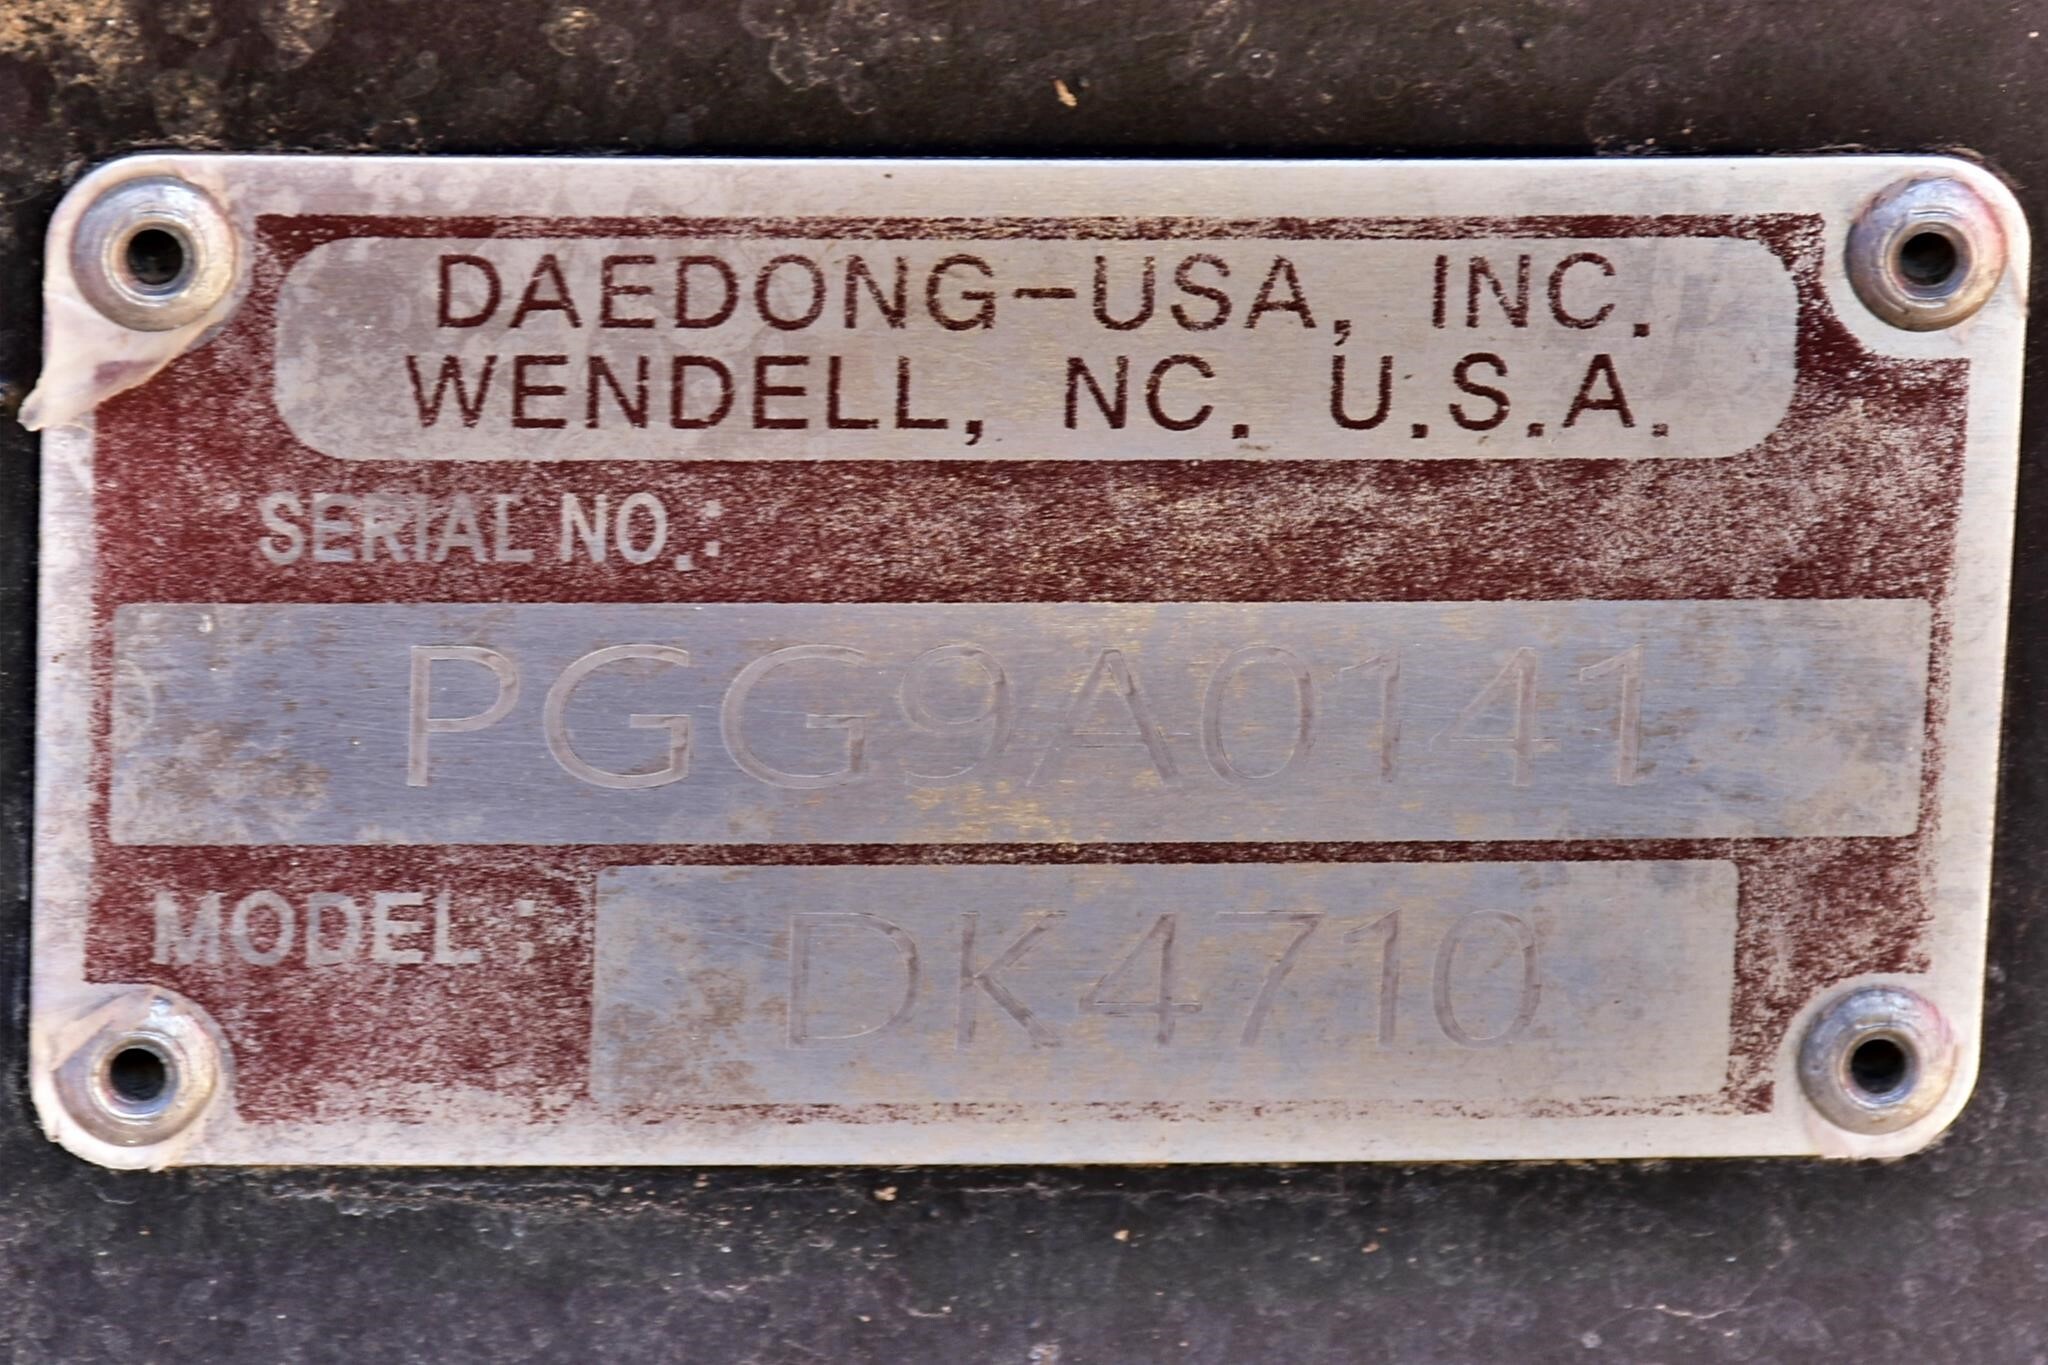 DAEDONG-USA, INC.
WENDELL, NC. U.S.A.
SERIAL NO.:
PGG9A0141
MODEL: DK4710